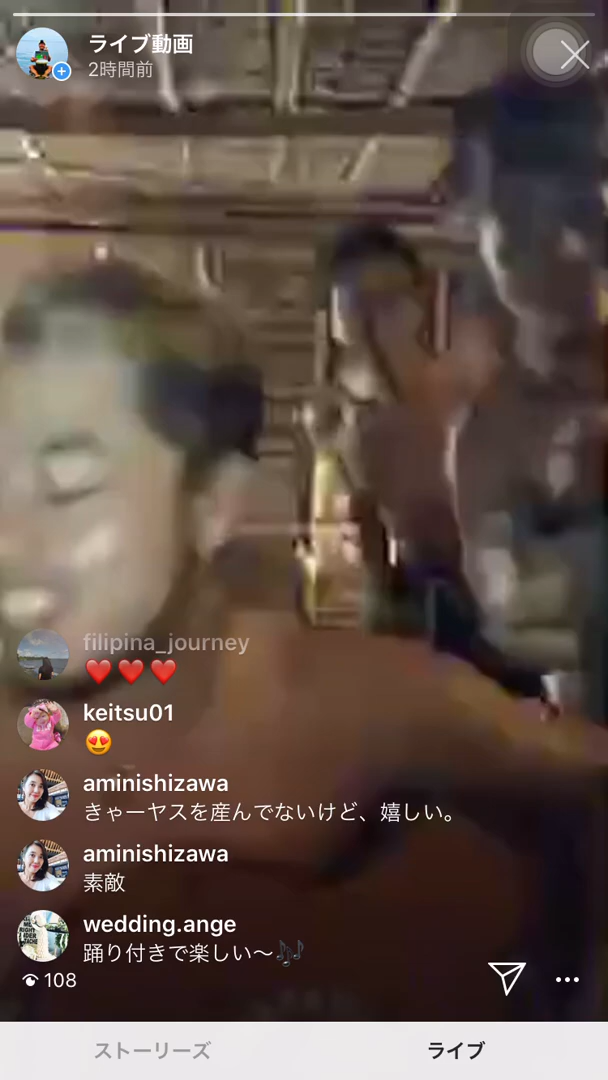 ライブ動画
2時間前
filipina_journey
❤️❤️❤️
keitsu01
😍
aminishizawa
きゃーヤスを産んでないけど、嬉しい。
aminishizawa
素敵
wedding.ange
踊り付きで楽しい〜🎶
108
ストーリーズ
ライブ